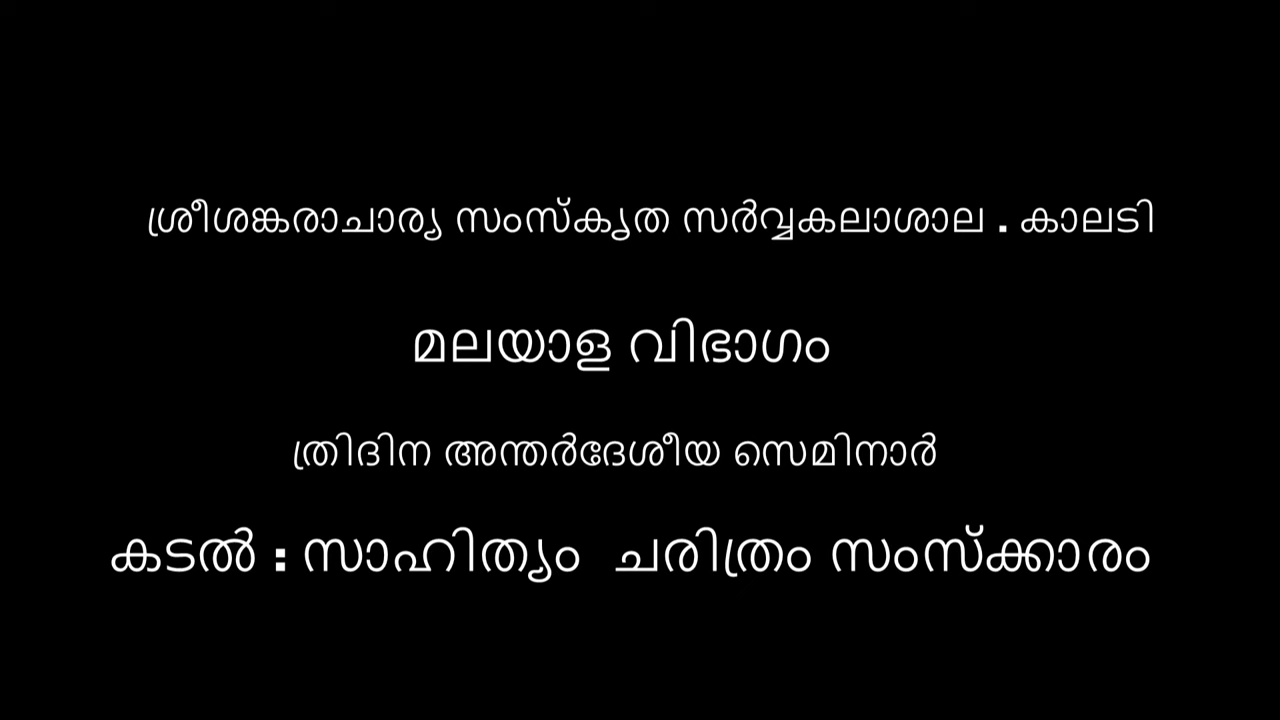 ശ്രീശങ്കരാചാര്യ സംസ്കൃത സർവ്വകലാശാല . കാലടി
മലയാള വിഭാഗം
ത്രിദിന അന്തർദേശീയ സെമിനാർ
കടൽ : സാഹിത്യം ചരിത്രം സംസ്ക്കാരം